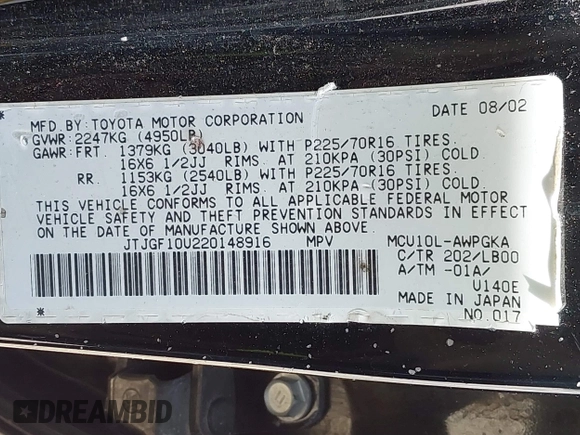 MFD.BY:TOYOTA MOTOR CORPORATION DATE 08/02
GVWR:2247KG (4950LB)
GAWR:FRT. 1379KG (3040LB) WITH P225/70R16 TIRES.
16X6 1/2JJ RIMS. AT 210KPA (30PSI) COLD
RR. 1153KG (2540LB) WITH P225/70R16 TIRES.
16X6 1/2JJ RIMS. AT 210KPA (30PSI) COLD
THIS VEHICLE CONFORMS TO ALL APPLICABLE FEDERAL MOTOR
VEHICLE SAFETY AND THEFT PREVENTION STANDARDS IN EFFECT
ON THE DATE OF MANUFACTURE SHOWN ABOVE.
JTJGF10U220148916 MPV MCU10L-AWPGKA
C/TR 202/LB00
A/TM -01A/
U140E
MADE IN JAPAN
NO.017
DREAMBID